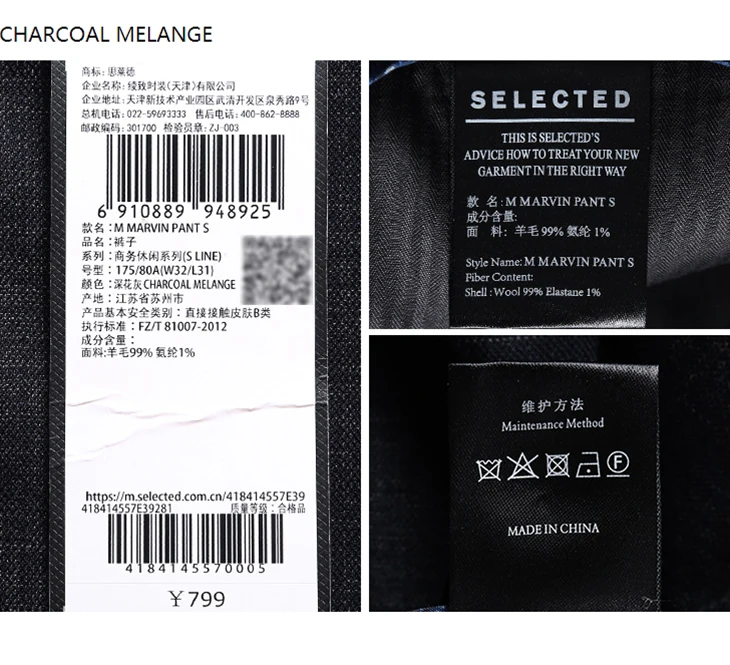 CHARCOAL MELANGE
商标: 思莱德
企业名称: 绫致时装(天津)有限公司
企业地址: 天津新技术产业园区武清开发区泉秀路9号
总机电话: 022-59693333 售后电话: 400-862-8888
邮政编码: 301700 检验员章: ZJ-003
6 910889 948925
款名：M MARVIN PANT S
品名：裤子
系列：商务休闲系列(S LINE)
号型：175/80A(W32/L31)
颜色：深花灰CHARCOAL MELANGE
产地：江苏省苏州市
产品基本安全类别：直接接触皮肤B类
执行标准：FZ/T 81007-2012
成分含量：
面料:羊毛99% 氨纶1%
https://m.selected.com.cn/418414557E39
418414557E39281 质量等级：合格品
4184145570005
￥799
SELECTED
THIS IS SELECTED'S
ADVICE HOW TO TREAT YOUR NEW
GARMENT IN THE RIGHT WAY
款 名: M MARVIN PANT S
成分含量:
面 料: 羊毛 99% 氨纶 1%
Style Name: M MARVIN PANT S
Fiber Content:
Shell : Wool 99% Elastane 1%
维护方法
Maintenance Method
F
MADE IN CHINA